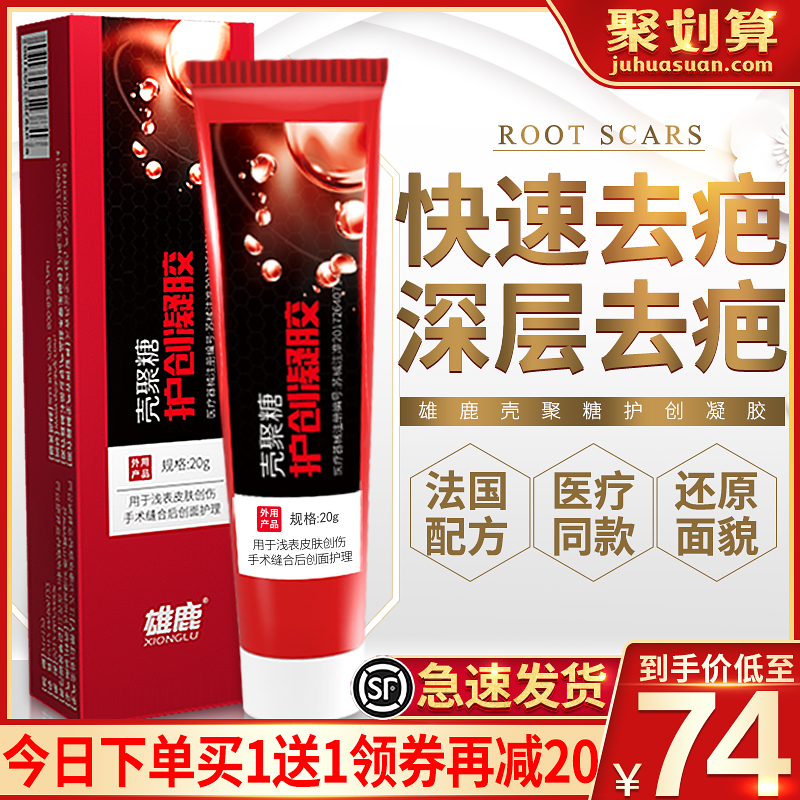 聚划算
juhuasuan.com
ROOT SCARS
快速去疤
深层去疤
雄鹿壳聚糖护创凝胶
法国
配方
医疗
同款
还原
面貌
壳聚糖
护创凝胶
外用
产品
规格:20g
用于浅表皮肤创伤
手术缝合后创面护理
雄鹿®
XIONGLU
壳聚糖
护创凝胶
外用
产品
规格:20g
用于浅表皮肤创伤
手术缝合后创面护理
SF
急速发货
到手价低至
¥74
今日下单买1送1领券再减20